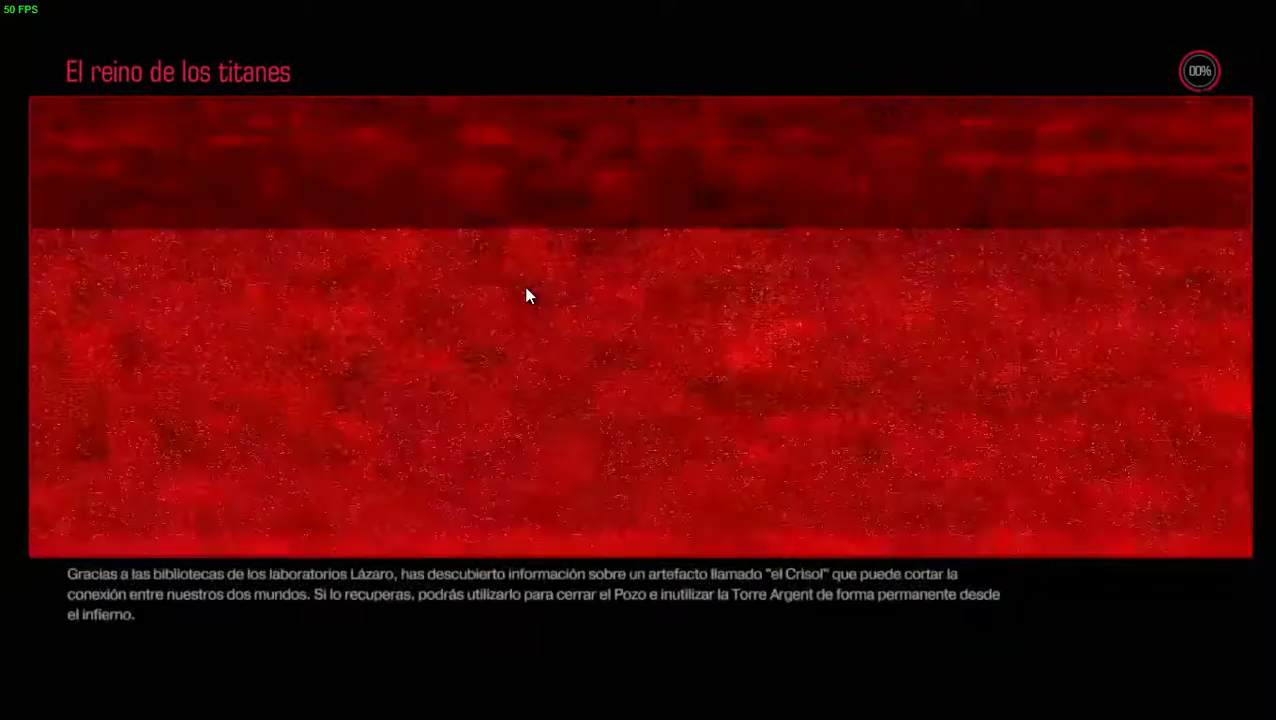 50 FPS
El reino de los titanes
00%
Gracias a las bibliotecas de los laboratorios Lázaro, has descubierto información sobre un artefacto llamado "el Crisol" que puede cortar la
conexión entre nuestros dos mundos. Si lo recuperas, podrás utilizarlo para cerrar el Pozo e inutilizar la Torre Argent de forma permanente desde
el infierno.